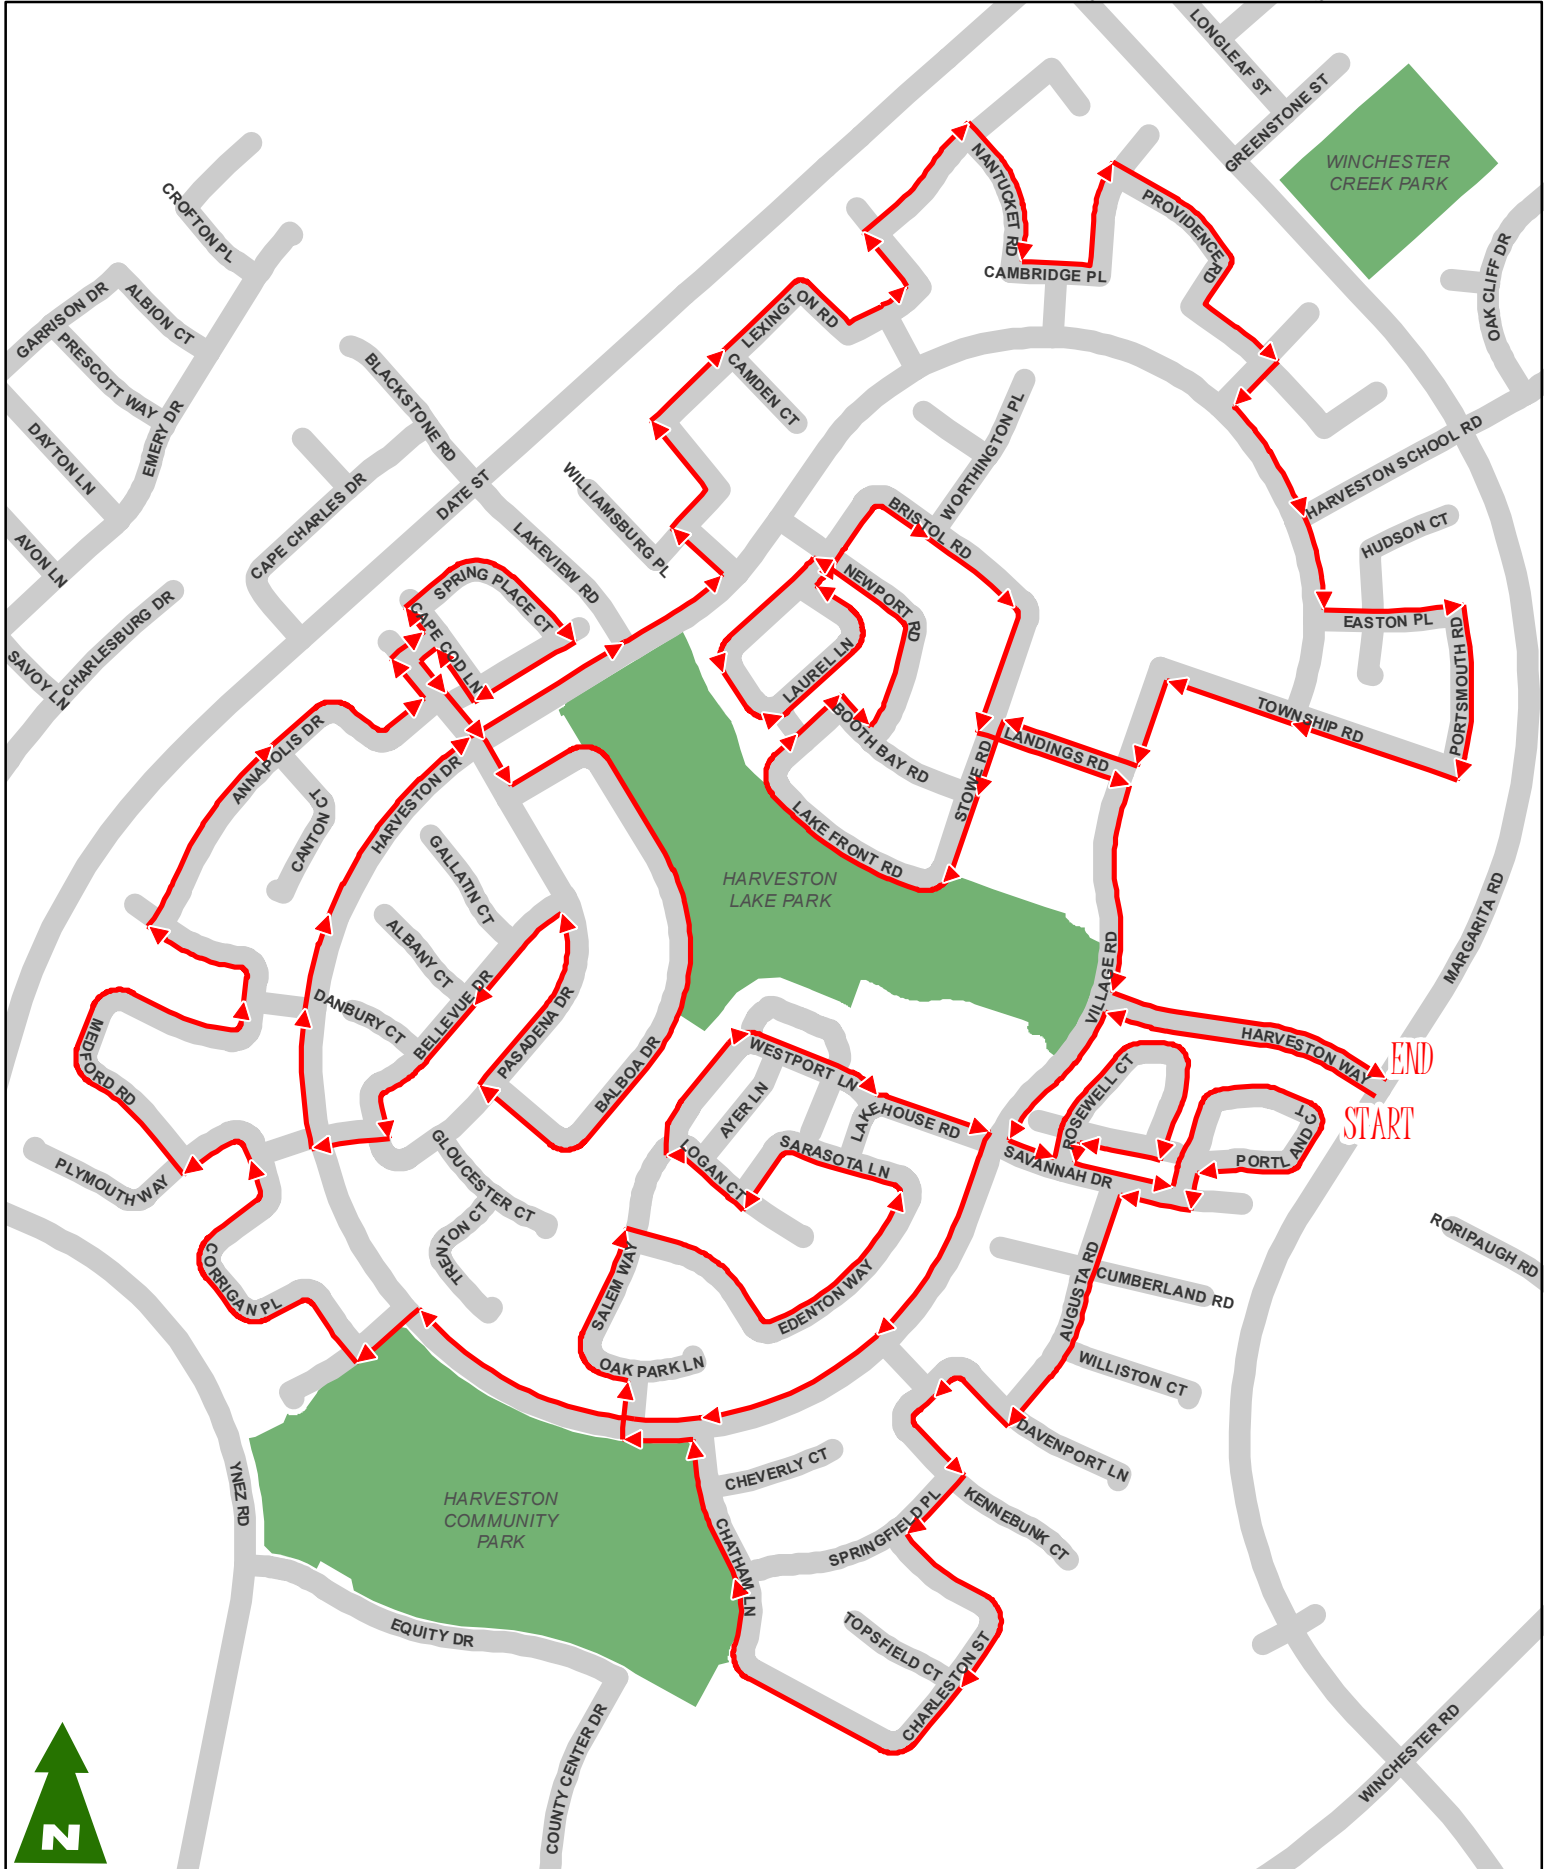 LONGLEAF ST
GREENSTONE ST
WINCHESTER
CREEK PARK
OAK CLIFF DR
NANTUCKET RD
PROVIDENCE RD
CAMBRIDGE PL
CROFTON PL
GARRISON DR
ALBION CT
PRESCOTT WAY
DAYTON LN
EMERY DR
AVON LN
CHARLESBURG DR
SAVOY LN
BLACKSTONE RD
CAPE CHARLES DR
DATE ST
LAKEVIEW RD
WILLIAMSBURG PL
LEXINGTON RD
CAMDEN CT
WORTHINGTON PL
BRISTOL RD
HARVESTON SCHOOL RD
HUDSON CT
EASTON PL
PORTSMOUTH RD
TOWNSHIP RD
SPRING PLACE CT
CAPE COD LN
NEWPORT RD
LAUREL LN
BOOTH BAY RD
LANDINGS RD
STOWE RD
LAKE FRONT RD
ANNAPOLIS DR
CANTON CT
HARVESTON DR
GALLATIN CT
ALBANY CT
BELLEVUE DR
DANBURY CT
PASADENA DR
BALBOA DR
HARVESTON
LAKE PARK
VILLAGE RD
MARGARITA RD
HARVESTON WAY
END
START
MEDFORD RD
PLYMOUTH WAY
CORRIGAN PL
GLOUCESTER CT
TRENTON CT
WESTPORT LN
AYER LN
LAKE HOUSE RD
LOGAN CT
SARASOTA LN
ROSEWELL CT
SAVANNAH DR
PORTLAND CT
SALEM WAY
EDENTON WAY
OAK PARK LN
AUGUSTA RD
CUMBERLAND RD
WILLISTON CT
RORIPAUGH RD
DAVENPORT LN
CHEVERLY CT
KENNEBUNK CT
SPRINGFIELD PL
CHATHAM LN
TOPSFIELD CT
CHARLESTON ST
YNEZ RD
HARVESTON
COMMUNITY
PARK
EQUITY DR
COUNTY CENTER DR
WINCHESTER RD
N